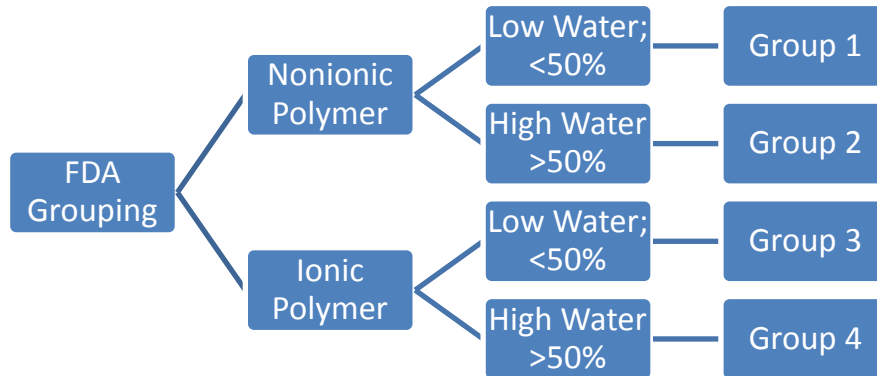 FDA
Grouping
Nonionic
Polymer
Low Water;
<50%
Group 1
High Water
>50%
Group 2
Ionic
Polymer
Low Water;
<50%
Group 3
High Water
>50%
Group 4